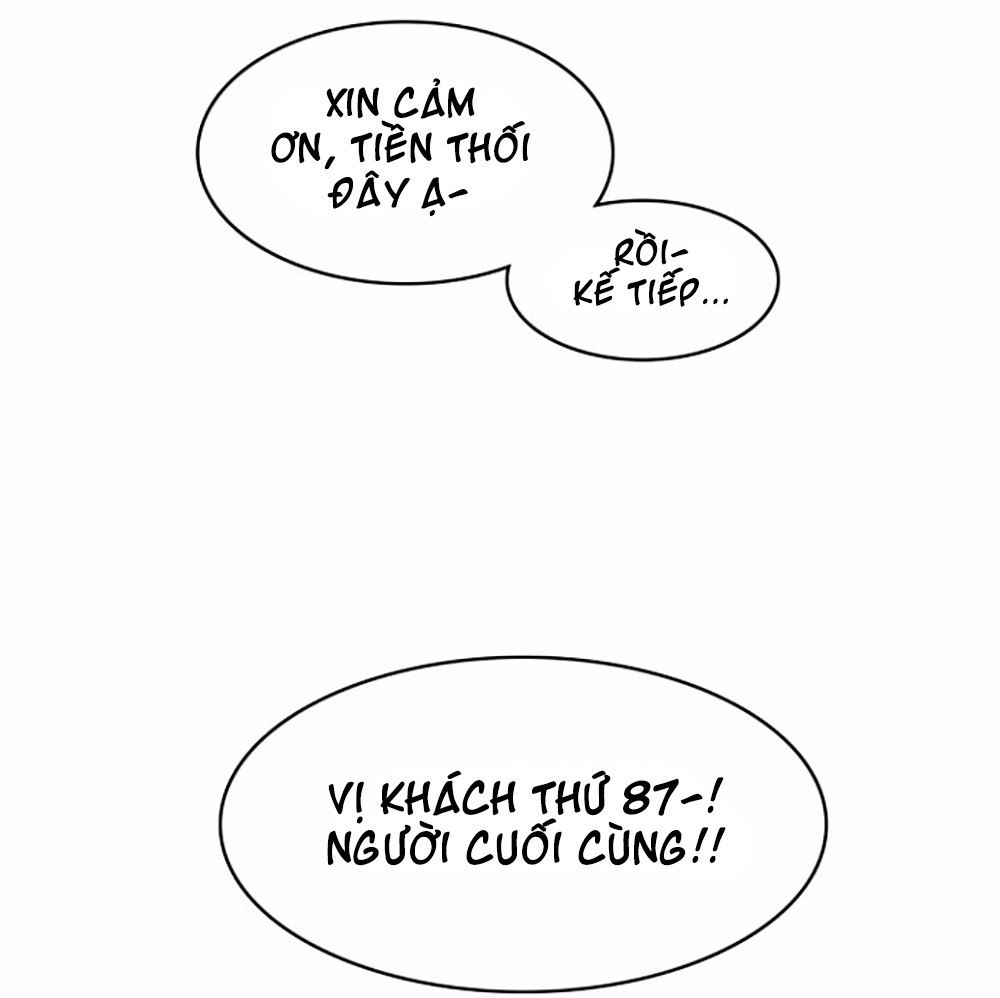 XIN CẢM
ƠN, TIỀN THỐI
ĐÂY Ạ-
RỒI-
KẾ TIẾP...
VỊ KHÁCH THỨ 87-!
NGƯỜI CUỐI CÙNG!!